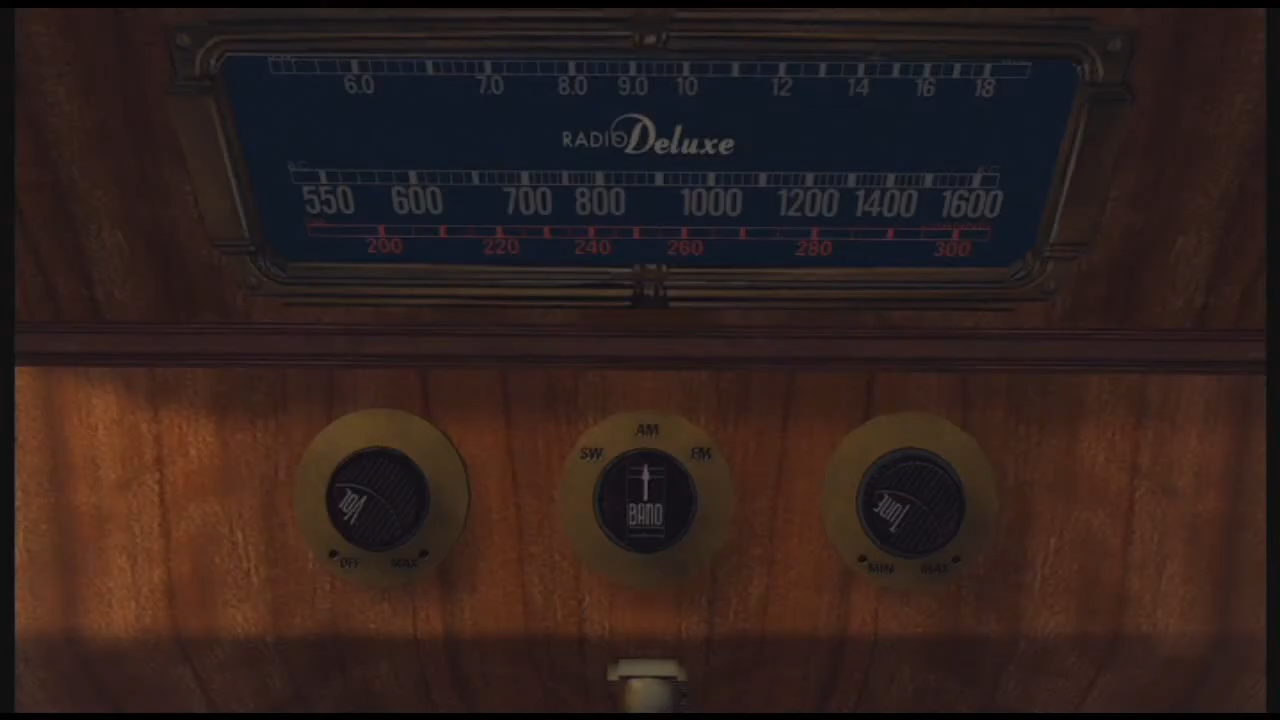 6.0 7.0 8.0 9.0 10 12 14 16 18
RADIO Deluxe
550 600 700 800 1000 1200 1400 1600
200 220 240 260 280 300
VOL
OFF MAX
SW AM FM
BAND
TUNE
MIN MAX